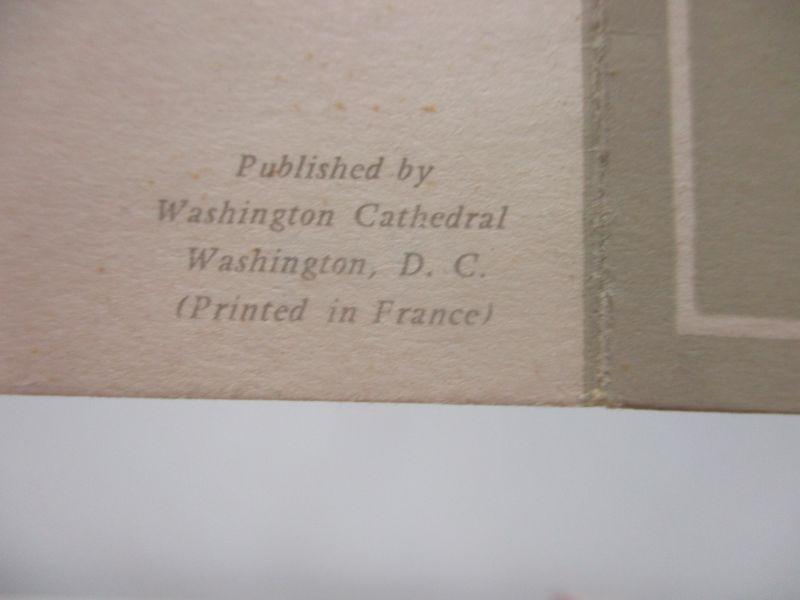 Published by
Washington Cathedral
Washington, D. C.
(Printed in France)